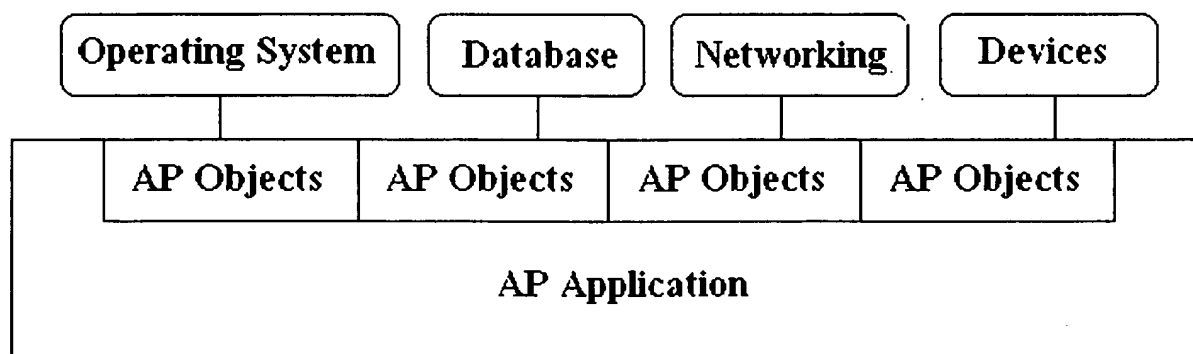 Operating System
Database
Networking
Devices
AP Objects
AP Objects
AP Objects
AP Objects
AP Application